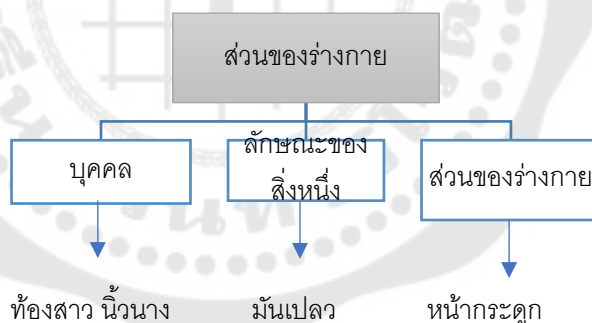 ส่วนของร่างกาย
บุคคล
ลักษณะของ
สิ่งหนึ่ง
ส่วนของร่างกาย
ท้องสาว นิ้วนาง
มันเปลว
หน้ากระดูก